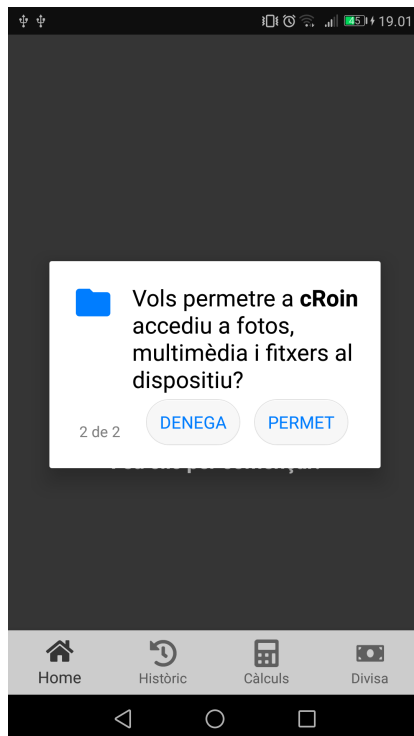 45 19.01
Vols permetre a cRoin
accediu a fotos,
multimèdia i fitxers al
dispositiu?
2 de 2
DENEGA
PERMET
Home
Històric
Càlculs
Divisa